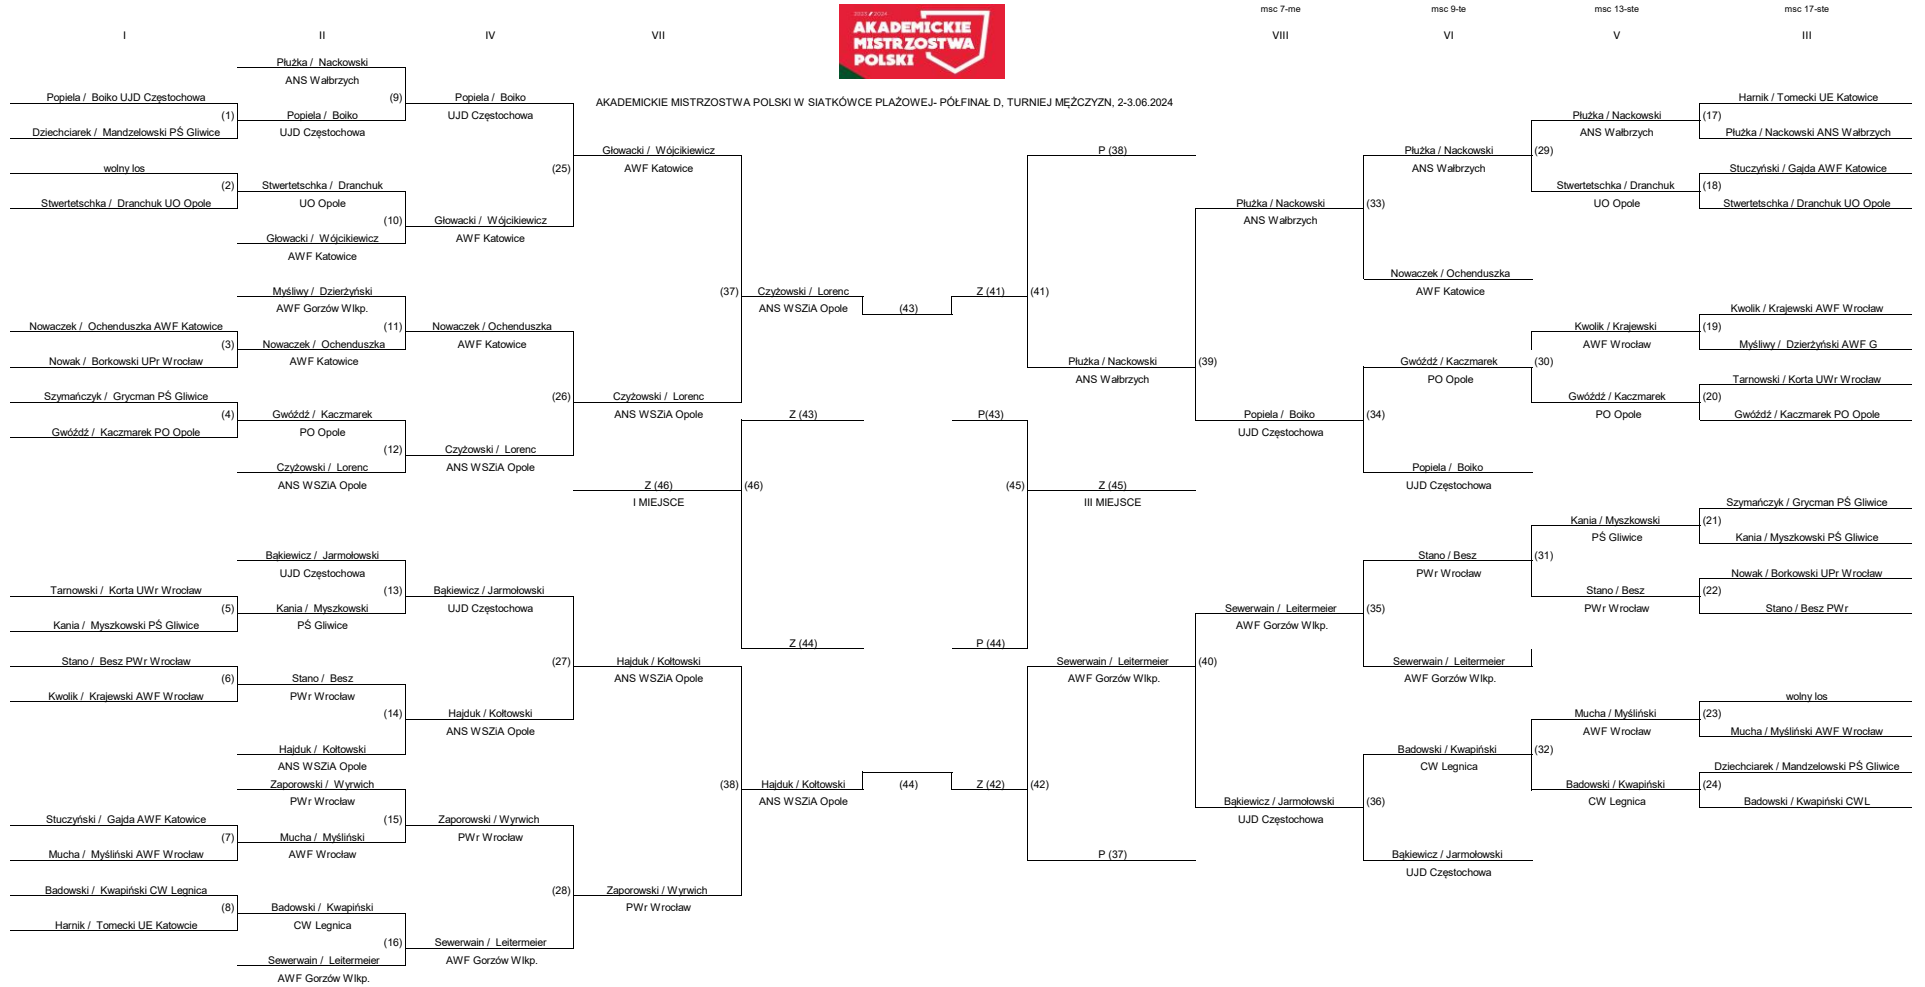 msc 7-me
msc 9-te
msc 13-ste
msc 17-ste
I
II
IV
VII
VIII
VI
V
III
2023 // 2024
AKADEMICKIE
MISTRZOSTWA
POLSKI
AKADEMICKIE MISTRZOSTWA POLSKI W SIATKÓWCE PLAŻOWEJ- PÓŁFINAŁ D, TURNIEJ MĘŻCZYZN, 2-3.06.2024
Popiela / Boiko UJD Częstochowa
(1)
Dziechciarek / Mandzelowski PŚ Gliwice
wolny los
(2)
Stwertetschka / Dranchuk UO Opole
Nowaczek / Ochenduszka AWF Katowice
(3)
Nowak / Borkowski UPr Wrocław
Szymańczyk / Grycman PŚ Gliwice
(4)
Gwóźdź / Kaczmarek PO Opole
Tarnowski / Korta UWr Wrocław
(5)
Kania / Myszkowski PŚ Gliwice
Stano / Besz PWr Wrocław
(6)
Kwolik / Krajewski AWF Wrocław
Stuczyński / Gajda AWF Katowice
(7)
Mucha / Myśliński AWF Wrocław
Badowski / Kwapiński CW Legnica
(8)
Harnik / Tomecki UE Katowcie
Płużka / Nackowski
ANS Wałbrzych
(9)
Popiela / Boiko
UJD Częstochowa
Stwertetschka / Dranchuk
UO Opole
(10)
Głowacki / Wójcikiewicz
AWF Katowice
Myśliwy / Dzierżyński
AWF Gorzów Wlkp.
(11)
Nowaczek / Ochenduszka
AWF Katowice
Gwóźdź / Kaczmarek
PO Opole
(12)
Czyżowski / Lorenc
ANS WSZiA Opole
Bąkiewicz / Jarmołowski
UJD Częstochowa
(13)
Kania / Myszkowski
PŚ Gliwice
Stano / Besz
PWr Wrocław
(14)
Hajduk / Kołtowski
ANS WSZiA Opole
Zaporowski / Wyrwich
PWr Wrocław
(15)
Mucha / Myśliński
AWF Wrocław
Badowski / Kwapiński
CW Legnica
(16)
Sewerwain / Leitermeier
AWF Gorzów Wlkp.
Popiela / Boiko
UJD Częstochowa
(25)
Głowacki / Wójcikiewicz
AWF Katowice
Nowaczek / Ochenduszka
AWF Katowice
(26)
Czyżowski / Lorenc
ANS WSZiA Opole
Bąkiewicz / Jarmołowski
UJD Częstochowa
(27)
Hajduk / Kołtowski
ANS WSZiA Opole
Zaporowski / Wyrwich
PWr Wrocław
(28)
Sewerwain / Leitermeier
AWF Gorzów Wlkp.
Głowacki / Wójcikiewicz
AWF Katowice
(37)
Czyżowski / Lorenc
ANS WSZiA Opole
Z (46)
I MIEJSCE
Hajduk / Kołtowski
ANS WSZiA Opole
(38)
Zaporowski / Wyrwich
PWr Wrocław
Czyżowski / Lorenc
ANS WSZiA Opole
(43)
Z (41)
Z (43)
(46)
Z (44)
Hajduk / Kołtowski
ANS WSZiA Opole
(44)
Z (42)
P(43)
(45)
P (44)
P (38)
(41)
Płużka / Nackowski
ANS Wałbrzych
Z (45)
III MIEJSCE
Sewerwain / Leitermeier
AWF Gorzów Wlkp.
(42)
P (37)
Płużka / Nackowski
ANS Wałbrzych
(39)
Popiela / Boiko
UJD Częstochowa
Sewerwain / Leitermeier
AWF Gorzów Wlkp.
(40)
Bąkiewicz / Jarmołowski
UJD Częstochowa
Płużka / Nackowski
ANS Wałbrzych
(33)
Nowaczek / Ochenduszka
AWF Katowice
Gwóźdź / Kaczmarek
PO Opole
(34)
Popiela / Boiko
UJD Częstochowa
Stano / Besz
PWr Wrocław
(35)
Sewerwain / Leitermeier
AWF Gorzów Wlkp.
Badowski / Kwapiński
CW Legnica
(36)
Bąkiewicz / Jarmołowski
UJD Częstochowa
Płużka / Nackowski
ANS Wałbrzych
(29)
Stwertetschka / Dranchuk
UO Opole
Kwolik / Krajewski
AWF Wrocław
(30)
Gwóźdź / Kaczmarek
PO Opole
Kania / Myszkowski
PŚ Gliwice
(31)
Stano / Besz
PWr Wrocław
Mucha / Myśliński
AWF Wrocław
(32)
Badowski / Kwapiński
CW Legnica
Harnik / Tomecki UE Katowice
(17)
Płużka / Nackowski ANS Wałbrzych
Stuczyński / Gajda AWF Katowice
(18)
Stwertetschka / Dranchuk UO Opole
Kwolik / Krajewski AWF Wrocław
(19)
Myśliwy / Dzierżyński AWF G
Tarnowski / Korta UWr Wrocław
(20)
Gwóźdź / Kaczmarek PO Opole
Szymańczyk / Grycman PŚ Gliwice
(21)
Kania / Myszkowski PŚ Gliwice
Nowak / Borkowski UPr Wrocław
(22)
Stano / Besz PWr
wolny los
(23)
Mucha / Myśliński AWF Wrocław
Dziechciarek / Mandzelowski PŚ Gliwice
(24)
Badowski / Kwapiński CWL